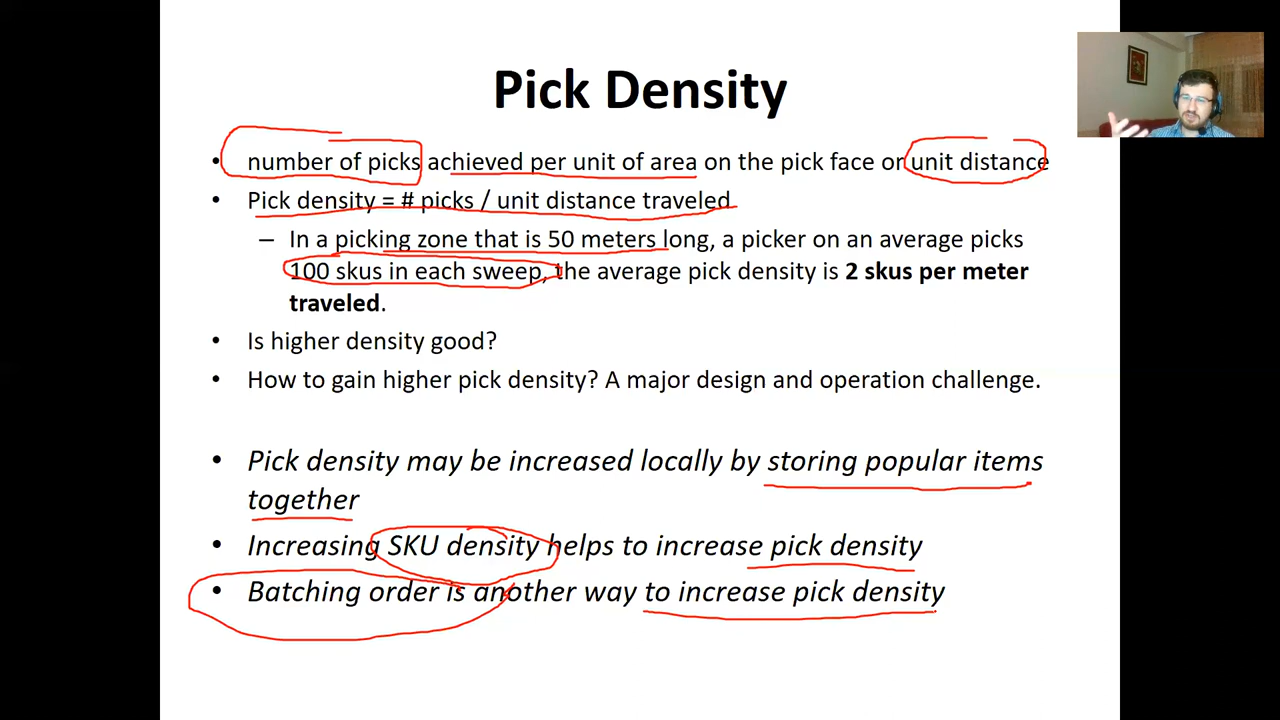 Pick Density
• number of picks achieved per unit of area on the pick face or unit distance
• Pick density = # picks / unit distance traveled
– In a picking zone that is 50 meters long, a picker on an average picks
100 skus in each sweep, the average pick density is 2 skus per meter
traveled.
• Is higher density good?
• How to gain higher pick density? A major design and operation challenge.
• Pick density may be increased locally by storing popular items
together
• Increasing SKU density helps to increase pick density
• Batching order is another way to increase pick density